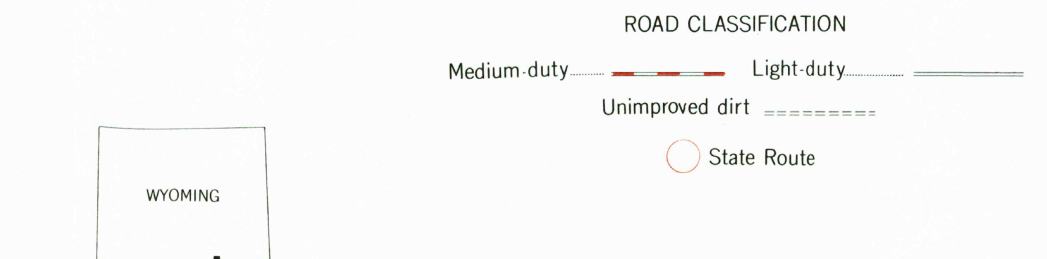 ROAD CLASSIFICATION
Medium-duty.......... Light-duty................
Unimproved dirt
State Route
WYOMING